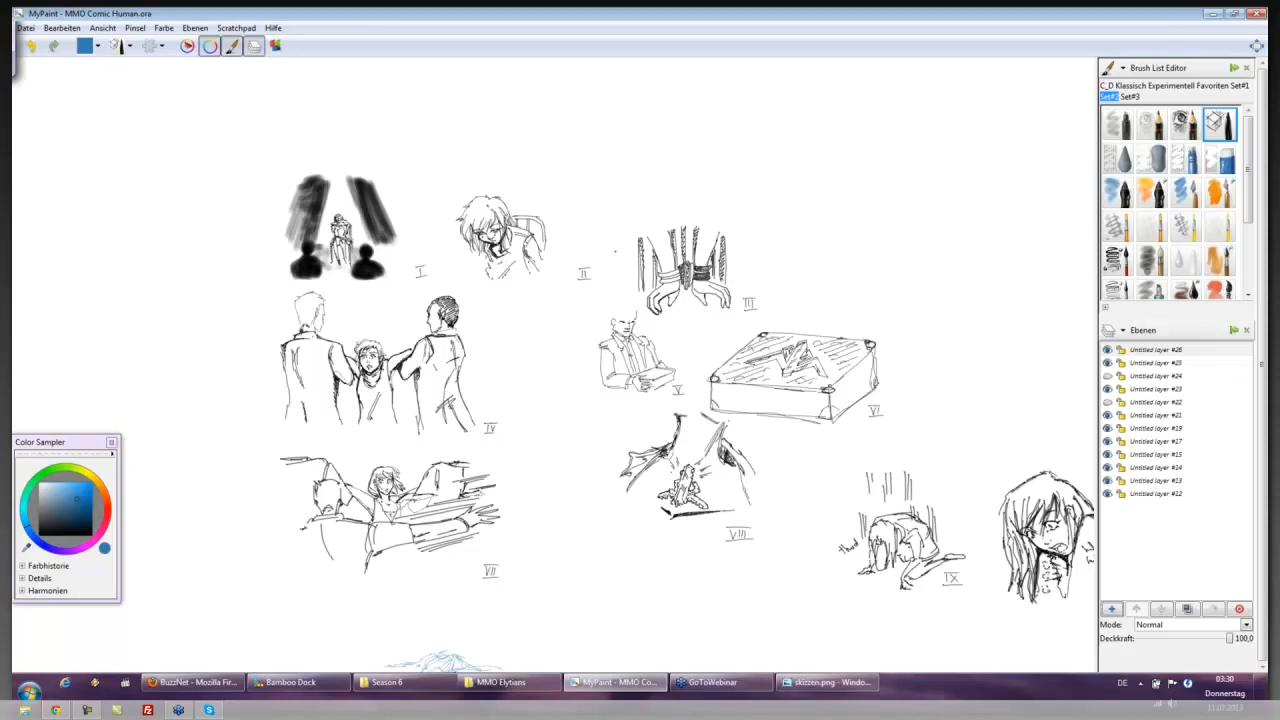 MyPaint - MMO Comic Human.ora
Datei Bearbeiten Ansicht Pinsel Farbe Ebenen Scratchpad Hilfe
Brush List Editor
C_D Klassisch Experimentell Favoriten Set#1
Set#2 Set#3
I
II
III
IV
V
VI
VII
VIII
thud
IX
Ebenen
Untitled layer #26
Untitled layer #25
Untitled layer #24
Untitled layer #23
Untitled layer #22
Untitled layer #21
Untitled layer #19
Untitled layer #17
Untitled layer #15
Untitled layer #14
Untitled layer #13
Untitled layer #12
Mode: Normal
Deckkraft: 100,0
Color Sampler
Farbhistorie
Details
Harmonien
BuzzNet - Mozilla Fir... Bamboo Dock Season 6 MMO Elytians MyPaint - MMO Co... GoToWebinar skizzen.png - Windo...
DE 03:30
Donnerstag
11.07.2013